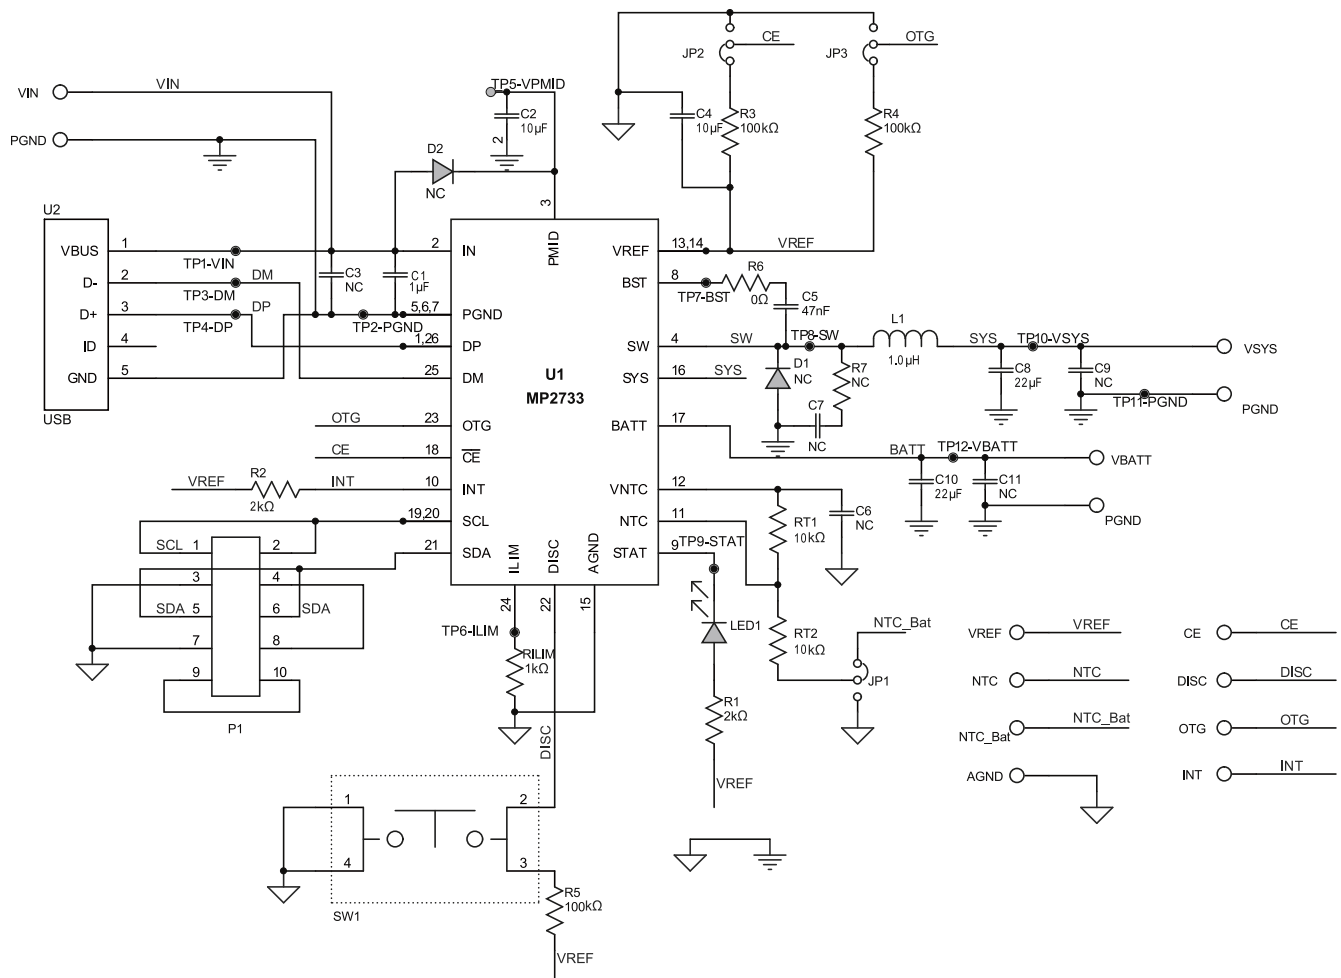 VIN
VIN
PGND
TP5-VPMID
C2
10µF
2
D2
NC
3
PMID
JP2
CE
JP3
OTG
C4
10µF
R3
100kΩ
R4
100kΩ
VREF
13,14
VREF
U2
VBUS
1
TP1-VIN
2
IN
D-
2
DM
TP3-DM
D+
3
DP
TP4-DP
ID
4
GND
5
USB
C3
NC
C1
1µF
5,6,7
PGND
TP2-PGND
1,26
DP
25
DM
U1
MP2733
OTG
23
OTG
CE
18
CE
R2
VREF
2kΩ
INT
10
INT
19,20
SCL
21
SDA
BST
8
TP7-BST
R6
0Ω
C5
47nF
SW
4
SW
TP8-SW
L1
1.0µH
SYS
TP10-VSYS
VSYS
SYS
16
SYS
D1
NC
R7
NC
C7
NC
C8
22µF
C9
NC
TP11-PGND
PGND
BATT
17
BATT
TP12-VBATT
VBATT
C10
22µF
C11
NC
PGND
VNTC
12
NTC
11
STAT
9
TP9-STAT
RT1
10kΩ
C6
NC
SCL
1
2
3
4
SDA
5
6
SDA
7
8
9
10
P1
ILIM
DISC
AGND
24
22
15
TP6-ILIM
RILIM
1kΩ
DISC
LED1
R1
2kΩ
VREF
RT2
10kΩ
NTC_Bat
JP1
VREF
VREF
CE
CE
NTC
NTC
DISC
DISC
NTC_Bat
NTC_Bat
OTG
OTG
AGND
INT
INT
1
2
4
3
SW1
R5
100kΩ
VREF